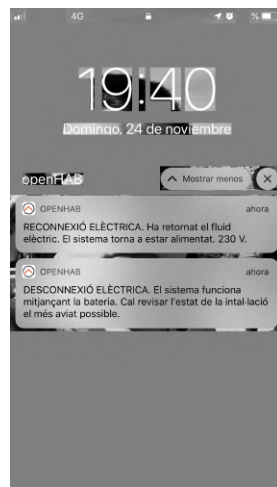 4G %
19:40
Domingo, 24 de noviembre
openHAB Mostrar menos
OPENHAB ahora
RECONNEXIÓ ELÈCTRICA. Ha retornat el fluid
elèctric. El sistema torna a estar alimentat. 230 V.
OPENHAB ahora
DESCONNEXIÓ ELÈCTRICA. El sistema funciona
mitjançant la bateria. Cal revisar l'estat de la intal·lació
el més aviat possible.